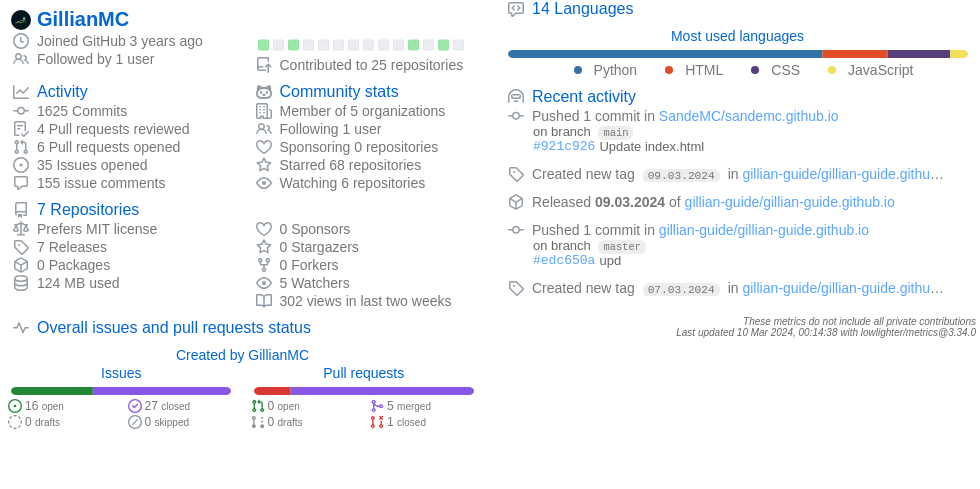 GillianMC
Joined GitHub 3 years ago
Followed by 1 user
Contributed to 25 repositories
Activity
1625 Commits
4 Pull requests reviewed
6 Pull requests opened
35 Issues opened
155 issue comments
Community stats
Member of 5 organizations
Following 1 user
Sponsoring 0 repositories
Starred 68 repositories
Watching 6 repositories
7 Repositories
Prefers MIT license
7 Releases
0 Packages
124 MB used
0 Sponsors
0 Stargazers
0 Forkers
5 Watchers
302 views in last two weeks
Overall issues and pull requests status
Created by GillianMC
Issues
16 open
27 closed
0 drafts
0 skipped
Pull requests
0 open
5 merged
0 drafts
1 closed
14 Languages
Most used languages
Python HTML CSS JavaScript
Recent activity
Pushed 1 commit in SandeMC/sandemc.github.io
on branch main
#921c926 Update index.html
Created new tag 09.03.2024 in gillian-guide/gillian-guide.githu…
Released 09.03.2024 of gillian-guide/gillian-guide.github.io
Pushed 1 commit in gillian-guide/gillian-guide.github.io
on branch master
#edc650a upd
Created new tag 07.03.2024 in gillian-guide/gillian-guide.githu…
These metrics do not include all private contributions
Last updated 10 Mar 2024, 00:14:38 with lowlighter/metrics@3.34.0